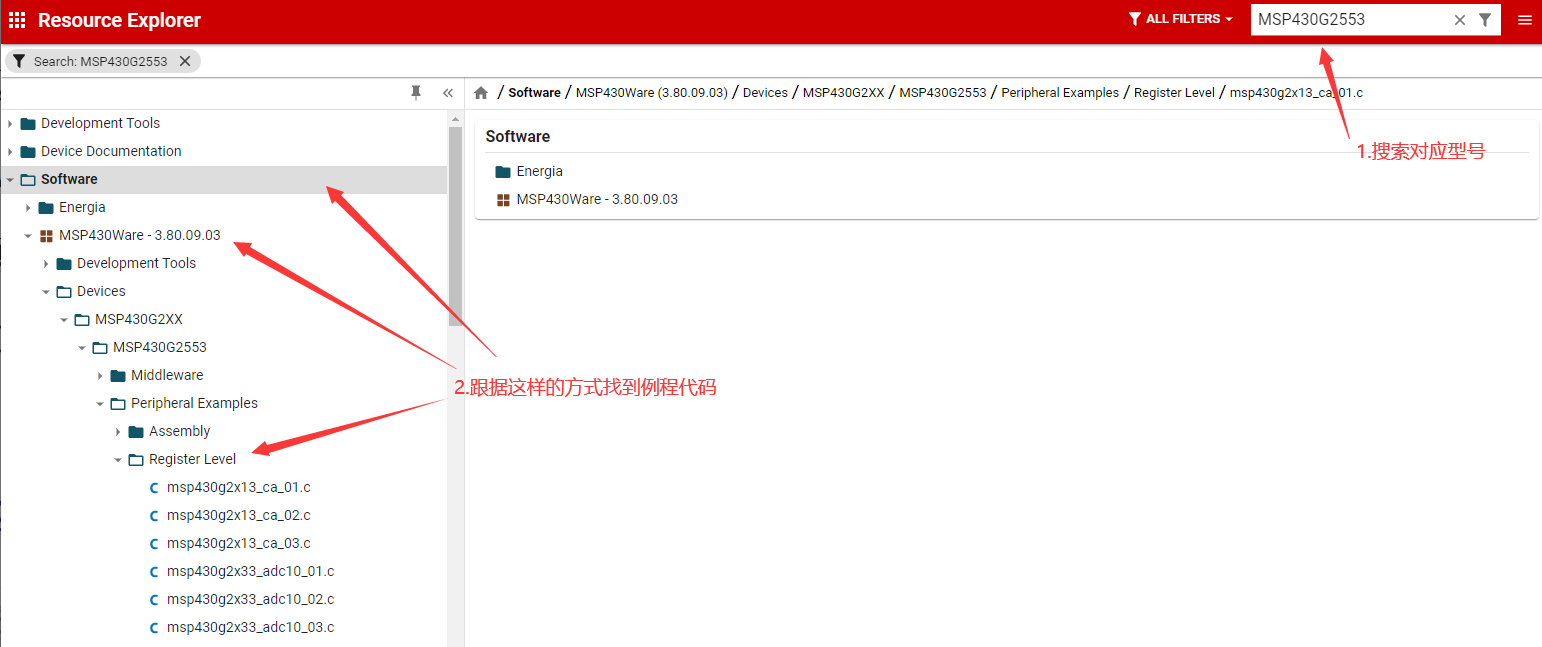 Resource Explorer
ALL FILTERS
MSP430G2553
Search: MSP430G2553
/ Software / MSP430Ware (3.80.09.03) / Devices / MSP430G2XX / MSP430G2553 / Peripheral Examples / Register Level / msp430g2x13_ca_01.c
Development Tools
Device Documentation
Software
Energia
MSP430Ware - 3.80.09.03
Development Tools
Devices
MSP430G2XX
MSP430G2553
Middleware
Peripheral Examples
Assembly
Register Level
C msp430g2x13_ca_01.c
C msp430g2x13_ca_02.c
C msp430g2x13_ca_03.c
C msp430g2x33_adc10_01.c
C msp430g2x33_adc10_02.c
C msp430g2x33_adc10_03.c
Software
Energia
MSP430Ware - 3.80.09.03
1.搜索对应型号
2.跟据这样的方式找到例程代码